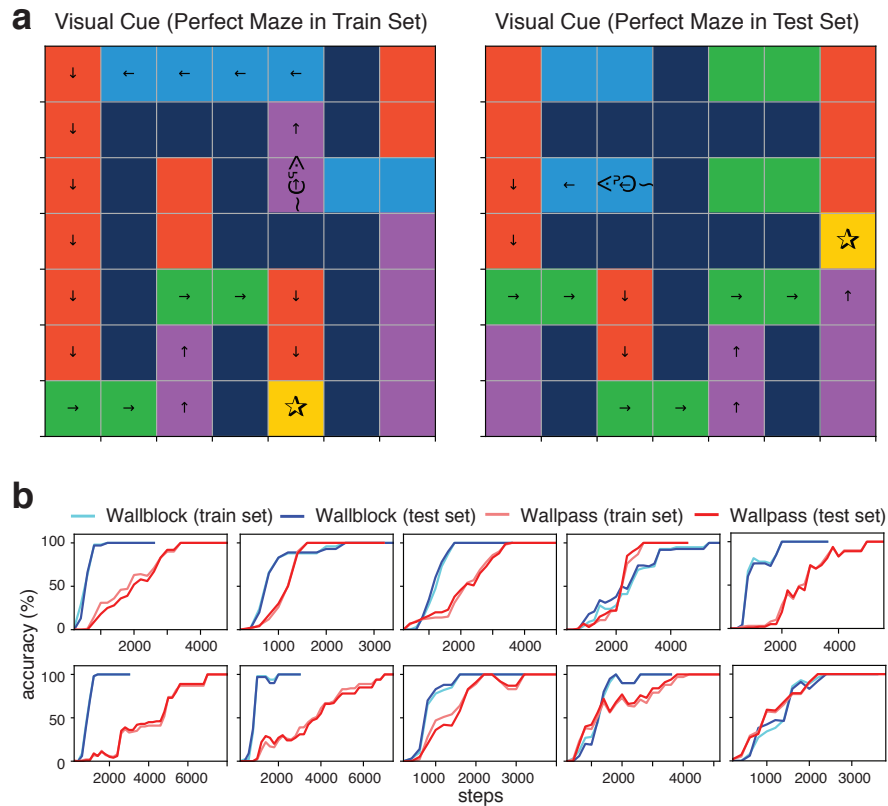 a
Visual Cue (Perfect Maze in Train Set) Visual Cue (Perfect Maze in Test Set)
↓ ← ← ← ←
↓ ↑
↓ ↑ ↓ ← ←
↓ ↓ ☆
↓ → → ↓ → → ↓ → → ↑
↓ ↑ ↓ ↓ ↑
→ → ↑ ☆ → → ↑
b
Wallblock (train set) Wallblock (test set) Wallpass (train set) Wallpass (test set)
100
50
0
2000 4000 1000 2000 3000 2000 4000 2000 4000 2000 4000
100
50
0
2000 4000 6000 2000 4000 6000 1000 2000 3000 2000 4000 1000 2000 3000
accuracy (%)
steps